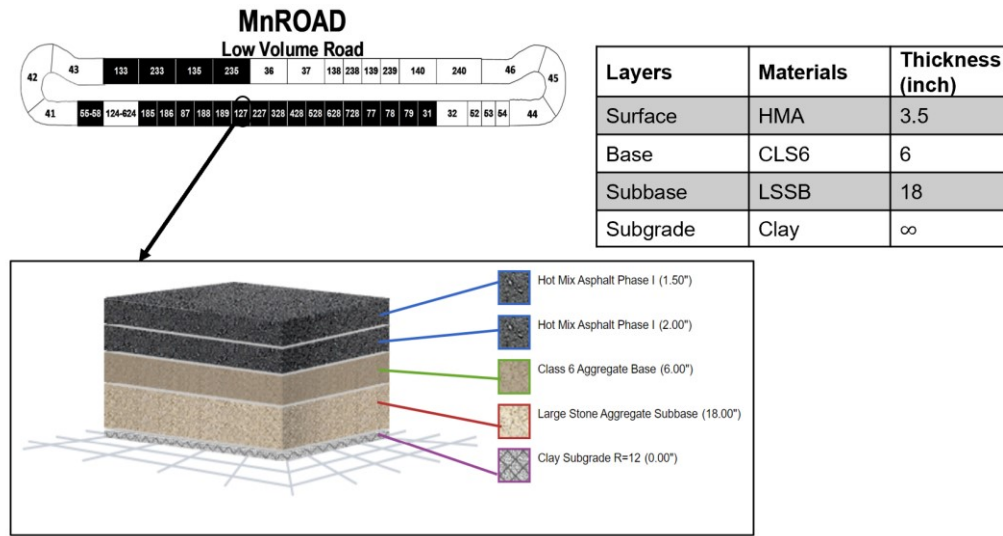 MnROAD
Low Volume Road
43 133 233 135 235 36 37 138 238 139 239 140 240 46
42 45
41 55-58 124-624 185 186 87 188 189 127 227 328 428 528 628 728 77 78 79 31 32 52 53 54 44
Layers Materials Thickness (inch)
Surface HMA 3.5
Base CLS6 6
Subbase LSSB 18
Subgrade Clay ∞
Hot Mix Asphalt Phase I (1.50")
Hot Mix Asphalt Phase I (2.00")
Class 6 Aggregate Base (6.00")
Large Stone Aggregate Subbase (18.00")
Clay Subgrade R=12 (0.00")